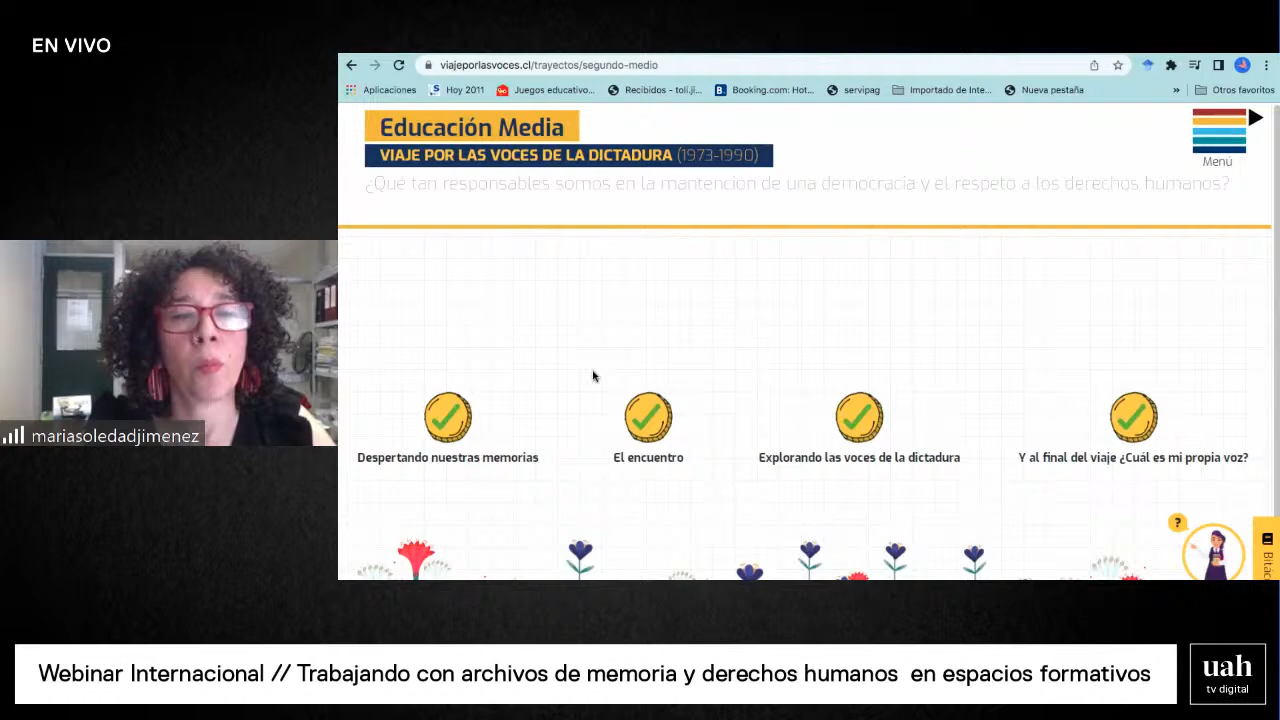 EN VIVO
viajeporlasvoces.cl/trayectos/segundo-medio
Aplicaciones
Hoy 2011
Juegos educativo...
Recibidos - toli.ji...
Booking.com: Hot...
servipag
Importado de Inte...
Nueva pestaña
»
Otros favoritos
Educación Media
VIAJE POR LAS VOCES DE LA DICTADURA (1973-1990)
¿Qué tan responsables somos en la mantención de una democracia y el respeto a los derechos humanos?
Menú
mariasoledadjimenez
Despertando nuestras memorias
El encuentro
Explorando las voces de la dictadura
Y al final del viaje ¿Cuál es mi propia voz?
?
Webinar Internacional // Trabajando con archivos de memoria y derechos humanos en espacios formativos
uah
tv digital